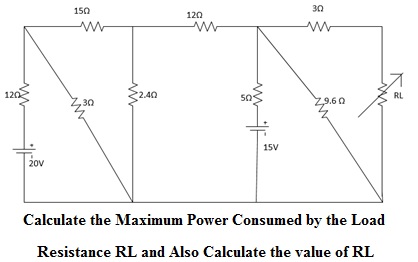 15Ω
12Ω
3Ω
12Ω
3Ω
2.4Ω
5Ω
9.6 Ω
RL
+
-
20V
+
-
15V
Calculate the Maximum Power Consumed by the Load
Resistance RL and Also Calculate the value of RL